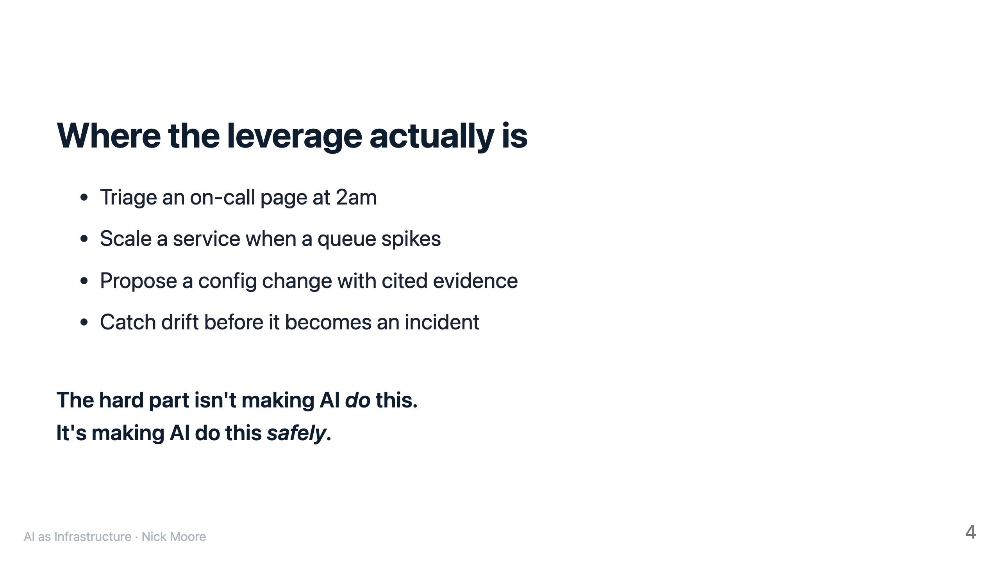 Where the leverage actually is
• Triage an on-call page at 2am
• Scale a service when a queue spikes
• Propose a config change with cited evidence
• Catch drift before it becomes an incident
The hard part isn't making AI do this.
It's making AI do this safely.
AI as Infrastructure · Nick Moore
4